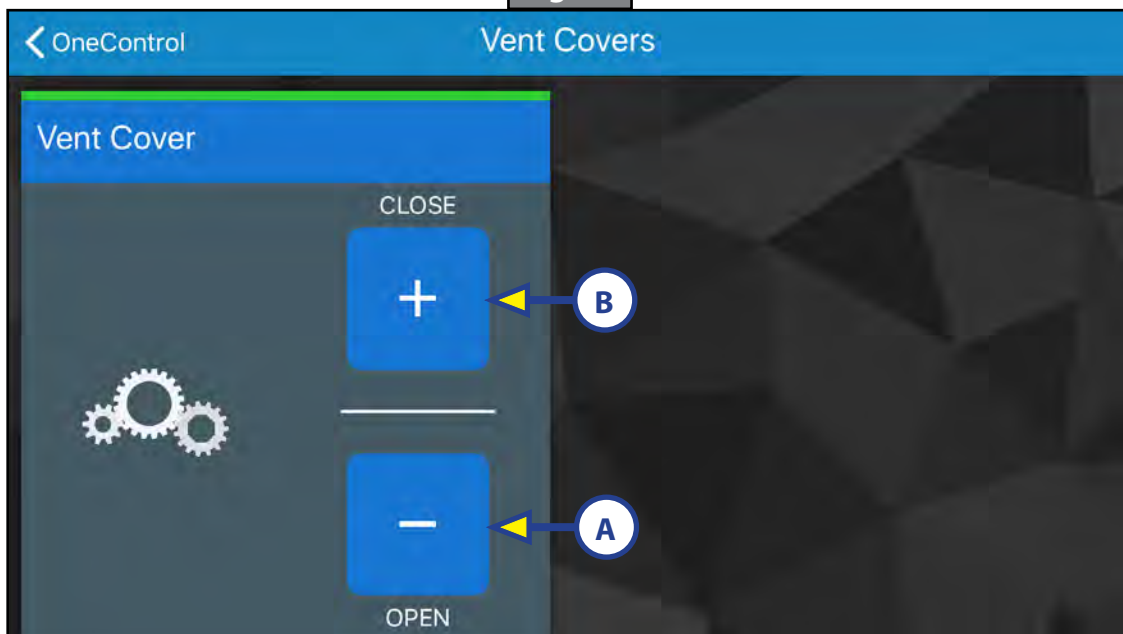 OneControl
Vent Covers
Vent Cover
CLOSE
+
B
−
A
OPEN